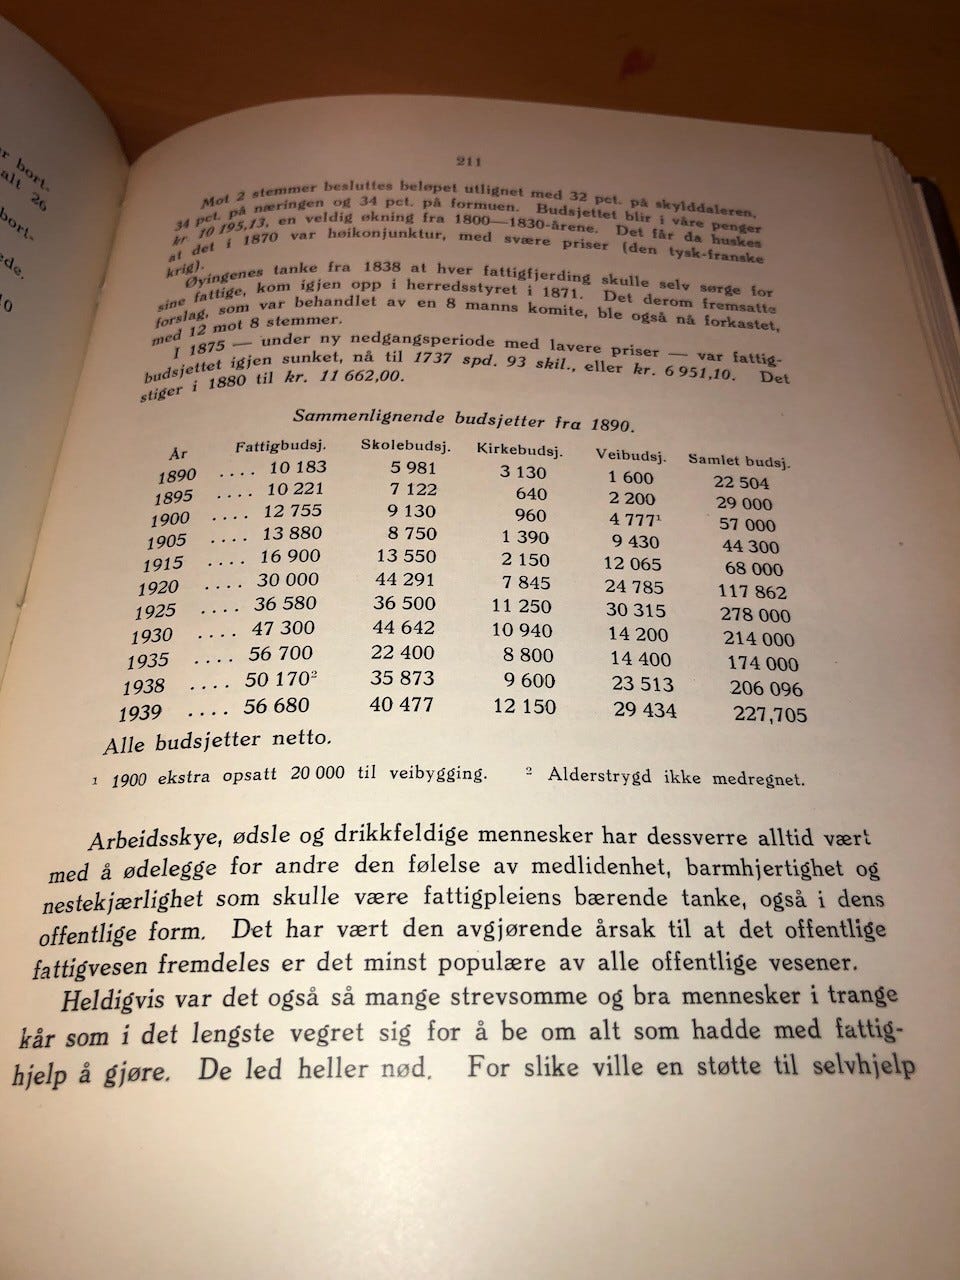 r bort-
alt 26
bort-
ede.
211
Mot 2 stemmer besluttes beløpet utlignet med 32 pct. på skylddaleren,
34 pct. på næringen og 34 pct. på formuen. Budsjettet blir i våre penger
kr 10 195,13, en veldig økning fra 1800—1830-årene. Det får da huskes
at det i 1870 var høikonjunktur, med svære priser (den tysk-franske
krig).
Øyingenes tanke fra 1838 at hver fattigfjerding skulle selv sørge for
sine fattige, kom igjen opp i herredsstyret i 1871. Det derom fremsatte
forslag, som var behandlet av en 8 manns komite, ble også nå forkastet,
med 12 mot 8 stemmer.
I 1875 — under ny nedgangsperiode med lavere priser — var fattig-
budsjettet igjen sunket, nå til 1737 spd. 93 skil., eller kr. 6 951,10. Det
stiger i 1880 til kr. 11 662,00.
Sammenlignende budsjetter fra 1890.
År Fattigbudsj. Skolebudsj. Kirkebudsj. Veibudsj. Samlet budsj.
1890 .... 10 183 5 981 3 130 1 600 22 504
1895 .... 10 221 7 122 640 2 200 29 000
1900 .... 12 755 9 130 960 4 777¹ 57 000
1905 .... 13 880 8 750 1 390 9 430 44 300
1915 .... 16 900 13 550 2 150 12 065 68 000
1920 .... 30 000 44 291 7 845 24 785 117 862
1925 .... 36 580 36 500 11 250 30 315 278 000
1930 .... 47 300 44 642 10 940 14 200 214 000
1935 .... 56 700 22 400 8 800 14 400 174 000
1938 .... 50 170² 35 873 9 600 23 513 206 096
1939 .... 56 680 40 477 12 150 29 434 227,705
Alle budsjetter netto.
¹ 1900 ekstra opsatt 20 000 til veibygging. ² Alderstrygd ikke medregnet.
Arbeidsskye, ødsle og drikkfeldige mennesker har dessverre alltid vært
med å ødelegge for andre den følelse av medlidenhet, barmhjertighet og
nestekjærlighet som skulle være fattigpleiens bærende tanke, også i dens
offentlige form. Det har vært den avgjørende årsak til at det offentlige
fattigvesen fremdeles er det minst populære av alle offentlige vesener.
Heldigvis var det også så mange strevsomme og bra mennesker i trange
kår som i det lengste vegret sig for å be om alt som hadde med fattig-
hjelp å gjøre. De led heller nød. For slike ville en støtte til selvhjelp